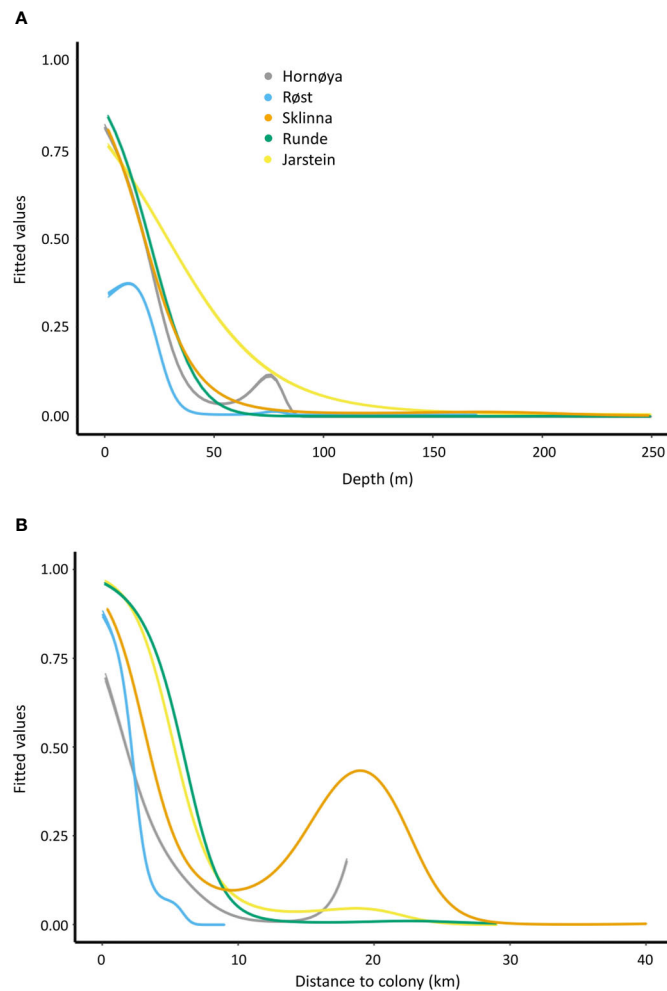 A
1.00
0.75
0.50
0.25
0.00
Fitted values
Hornøya
Røst
Sklinna
Runde
Jarstein
0 50 100 150 200 250
Depth (m)
B
1.00
0.75
0.50
0.25
0.00
Fitted values
0 10 20 30 40
Distance to colony (km)